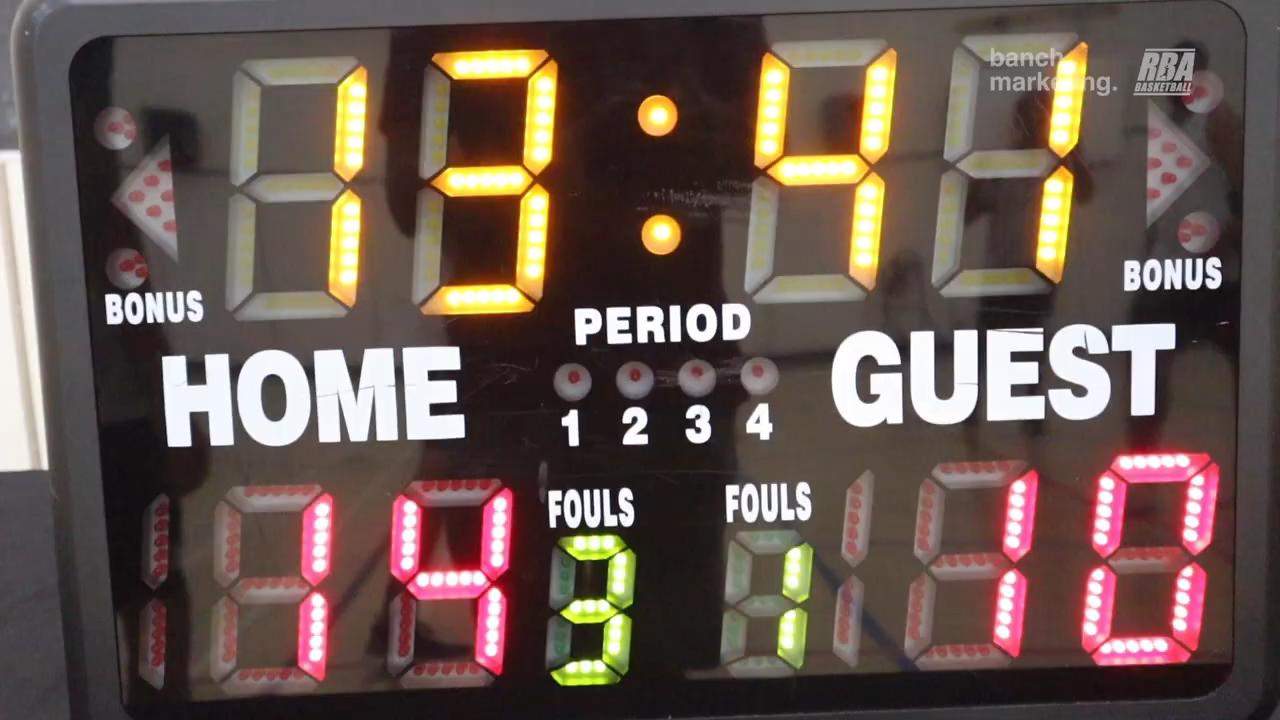 banch
marketing.
RBA
BASKETBALL
13:41
BONUS
BONUS
PERIOD
HOME
GUEST
1 2 3 4
FOULS
FOULS
14
3
1
10